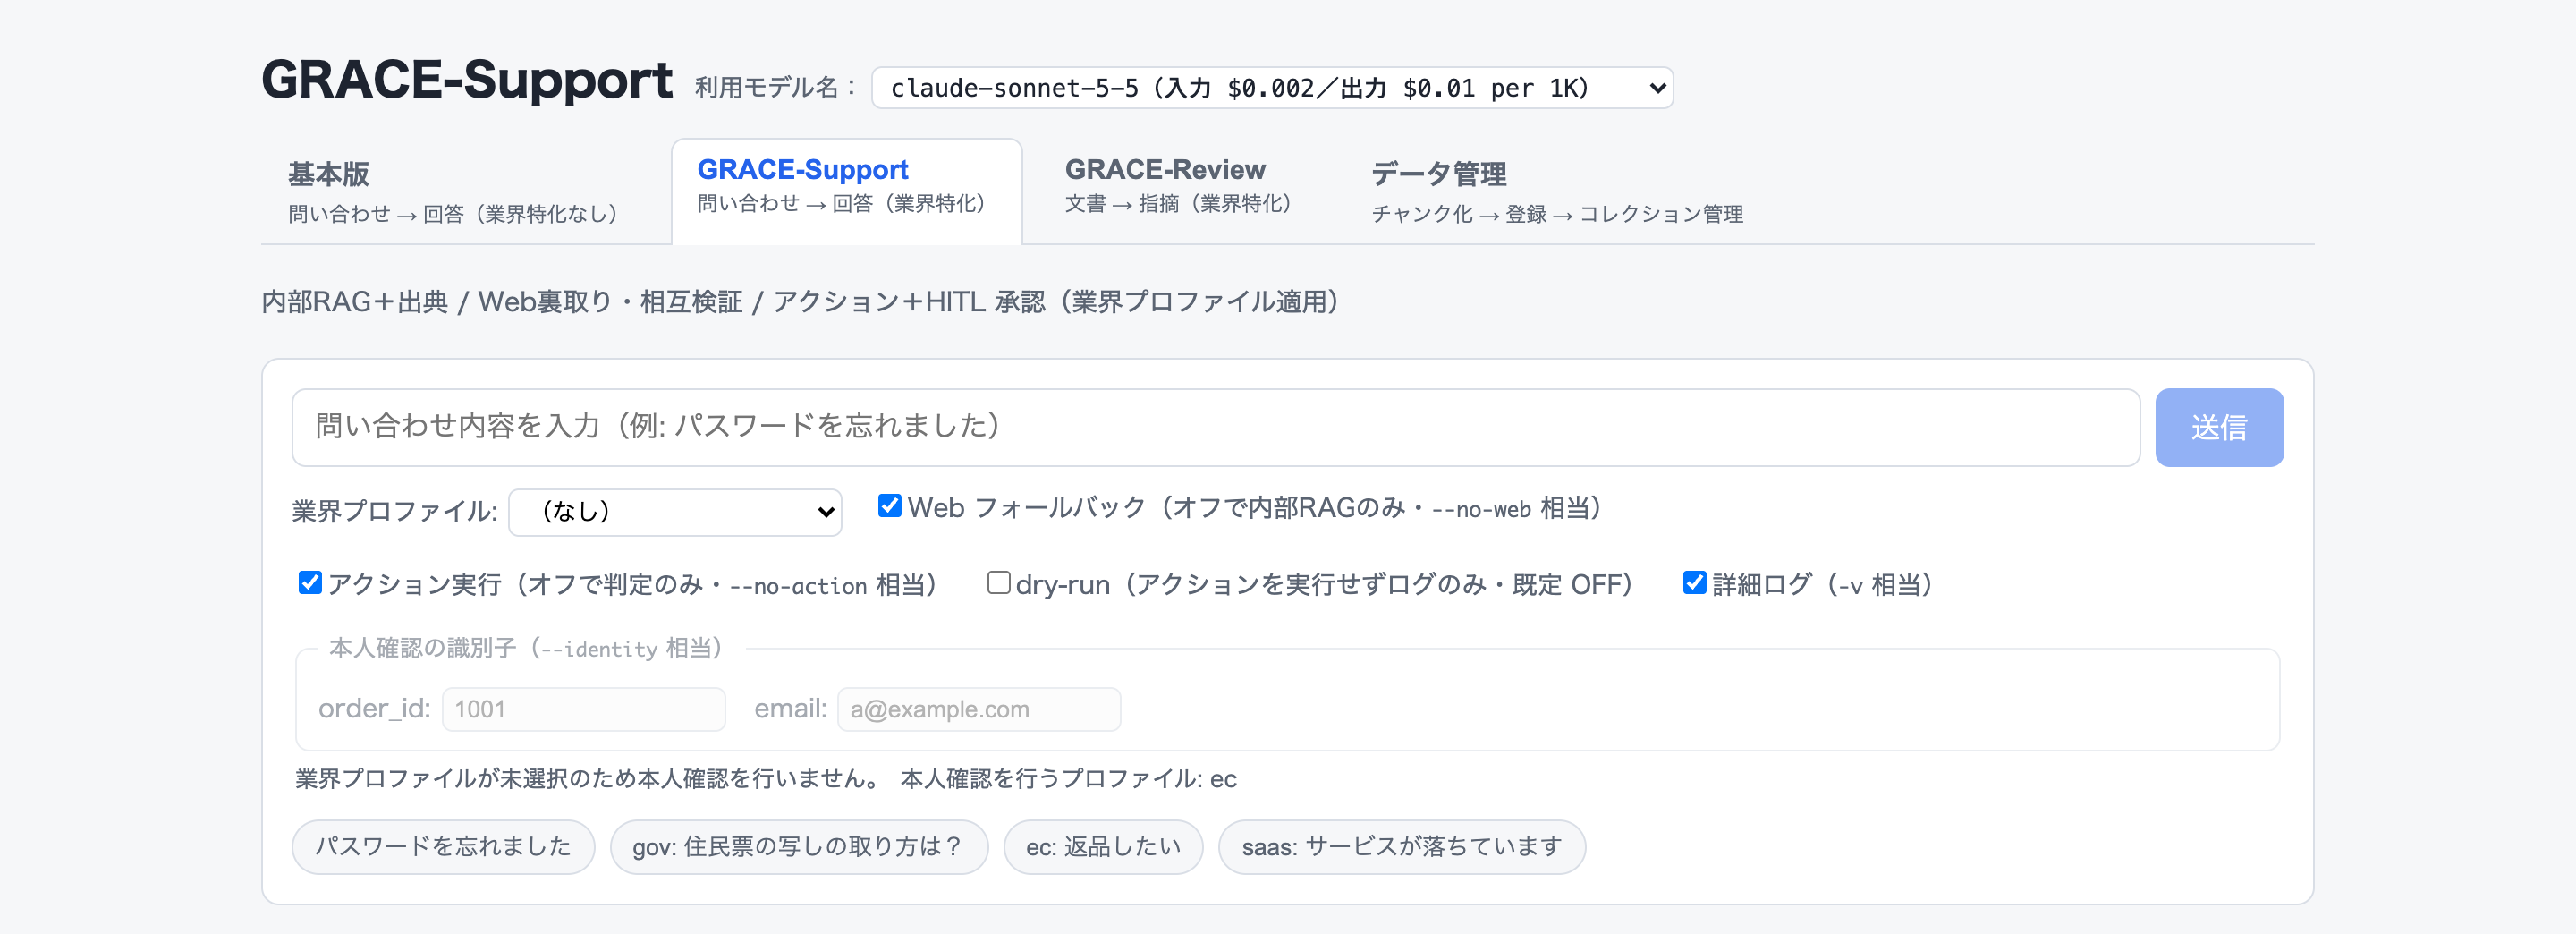 GRACE-Support 利用モデル名： claude-sonnet-5-5（入力 $0.002／出力 $0.01 per 1K）
基本版
問い合わせ → 回答（業界特化なし）
GRACE-Support
問い合わせ → 回答（業界特化）
GRACE-Review
文書 → 指摘（業界特化）
データ管理
チャンク化 → 登録 → コレクション管理
内部RAG＋出典 / Web裏取り・相互検証 / アクション＋HITL 承認（業界プロファイル適用）
問い合わせ内容を入力（例: パスワードを忘れました） 送信
業界プロファイル: （なし） Web フォールバック（オフで内部RAGのみ・--no-web 相当）
アクション実行（オフで判定のみ・--no-action 相当） dry-run（アクションを実行せずログのみ・既定 OFF） 詳細ログ（-v 相当）
本人確認の識別子（--identity 相当）
order_id: 1001 email: a@example.com
業界プロファイルが未選択のため本人確認を行いません。 本人確認を行うプロファイル: ec
パスワードを忘れました gov: 住民票の写しの取り方は？ ec: 返品したい saas: サービスが落ちています